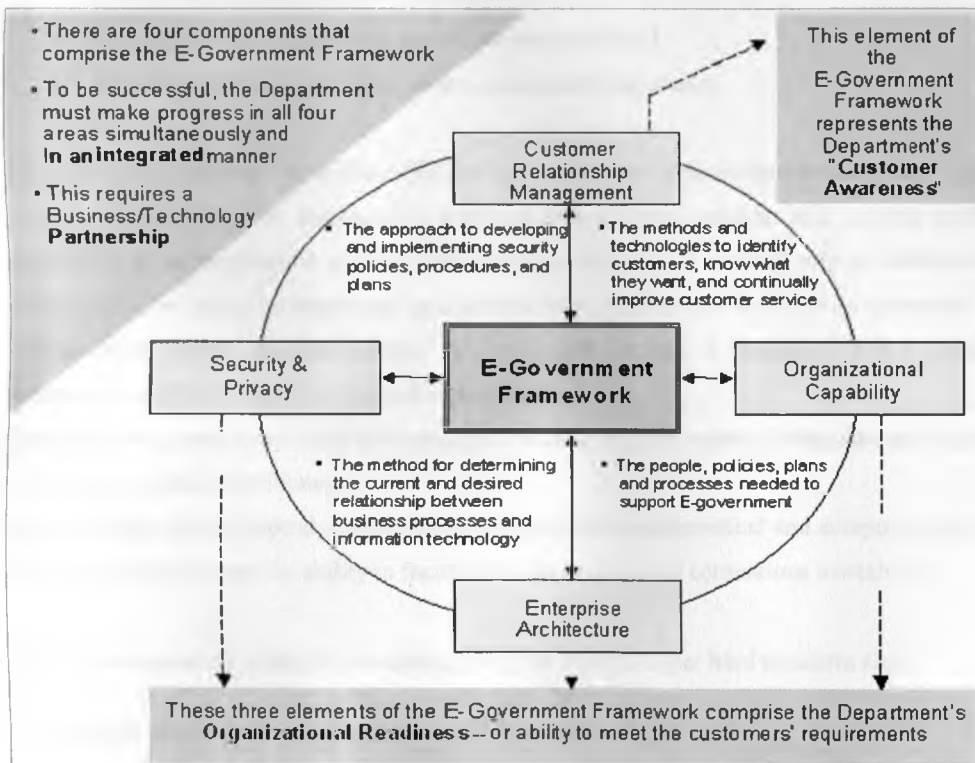 ▪ There are four components that
comprise the E-Government Framework
▪ To be successful, the Department
must make progress in all four
areas simultaneously and
In an integrated manner
▪ This requires a
Business/Technology
Partnership
This element of
the
E-Government
Framework
represents the
Department's
"Customer
Awareness"
Customer
Relationship
Management
▪ The approach to developing
and implementing security
policies, procedures, and
plans
▪ The methods and
technologies to identify
customers, know what
they want, and continually
improve customer service
Security &
Privacy
E-Government
Framework
Organizational
Capability
▪ The method for determining
the current and desired
relationship between
business processes and
information technology
▪ The people, policies, plans
and processes needed to
support E-government
Enterprise
Architecture
These three elements of the E-Government Framework comprise the Department's
Organizational Readiness--or ability to meet the customers' requirements